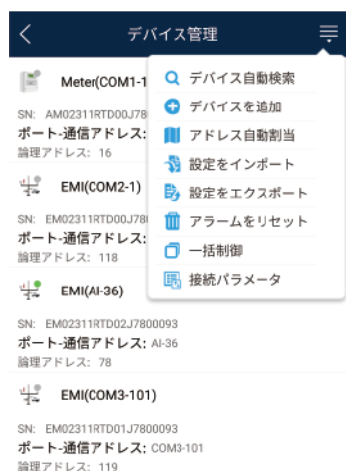 デバイス管理
Meter(COM1-1
SN: AM02311RTD00J78
ポート-通信アドレス:
論理アドレス: 16
EMI(COM2-1)
SN: EM02311RTD00J780
ポート-通信アドレス:
論理アドレス: 118
EMI(AI-36)
SN: EM02311RTD02J7800093
ポート-通信アドレス: AI-36
論理アドレス: 78
EMI(COM3-101)
SN: EM02311RTD01J7800093
ポート-通信アドレス: COM3-101
論理アドレス: 119
デバイス自動検索
デバイスを追加
アドレス自動割当
設定をインポート
設定をエクスポート
アラームをリセット
一括制御
接続パラメータ